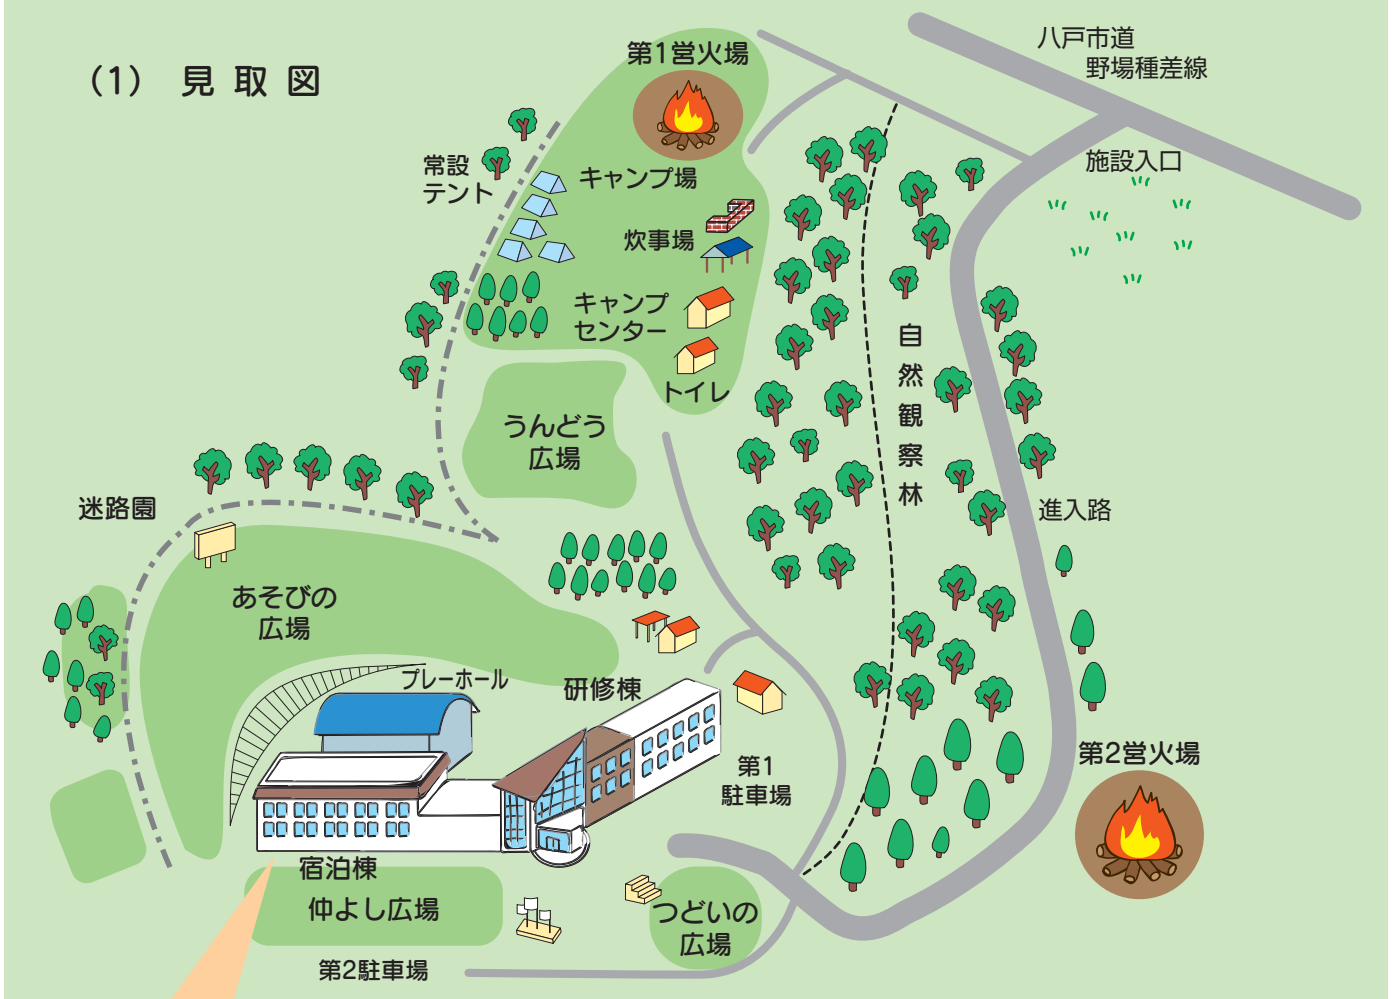 (1) 見取図
八戸市道
野場種差線
第1営火場
施設入口
常設
テント
キャンプ場
炊事場
キャンプ
センター
トイレ
自然観察林
うんどう
広場
迷路園
進入路
あそびの
広場
プレーホール
研修棟
第1
駐車場
第2営火場
宿泊棟
仲よし広場
つどいの
広場
第2駐車場